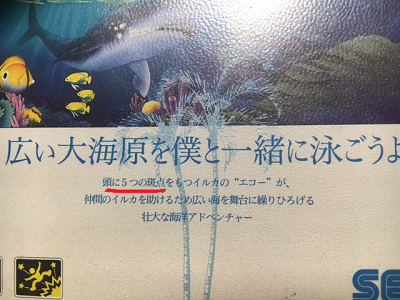 広い大海原を僕と一緒に泳ごうよ
頭に5つの斑点をもつイルカの“エコー”が、
仲間のイルカを助けるため広い海を舞台に繰りひろげる
壮大な海洋アドベンチャー
SE